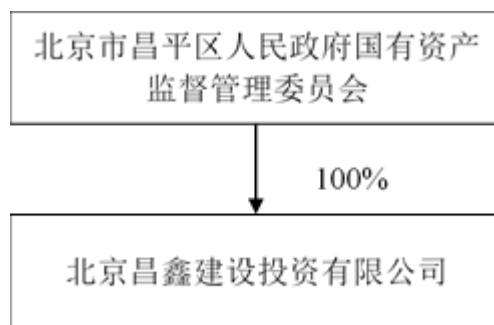 北京市昌平区人民政府国有资产
监督管理委员会
100%
北京昌鑫建设投资有限公司